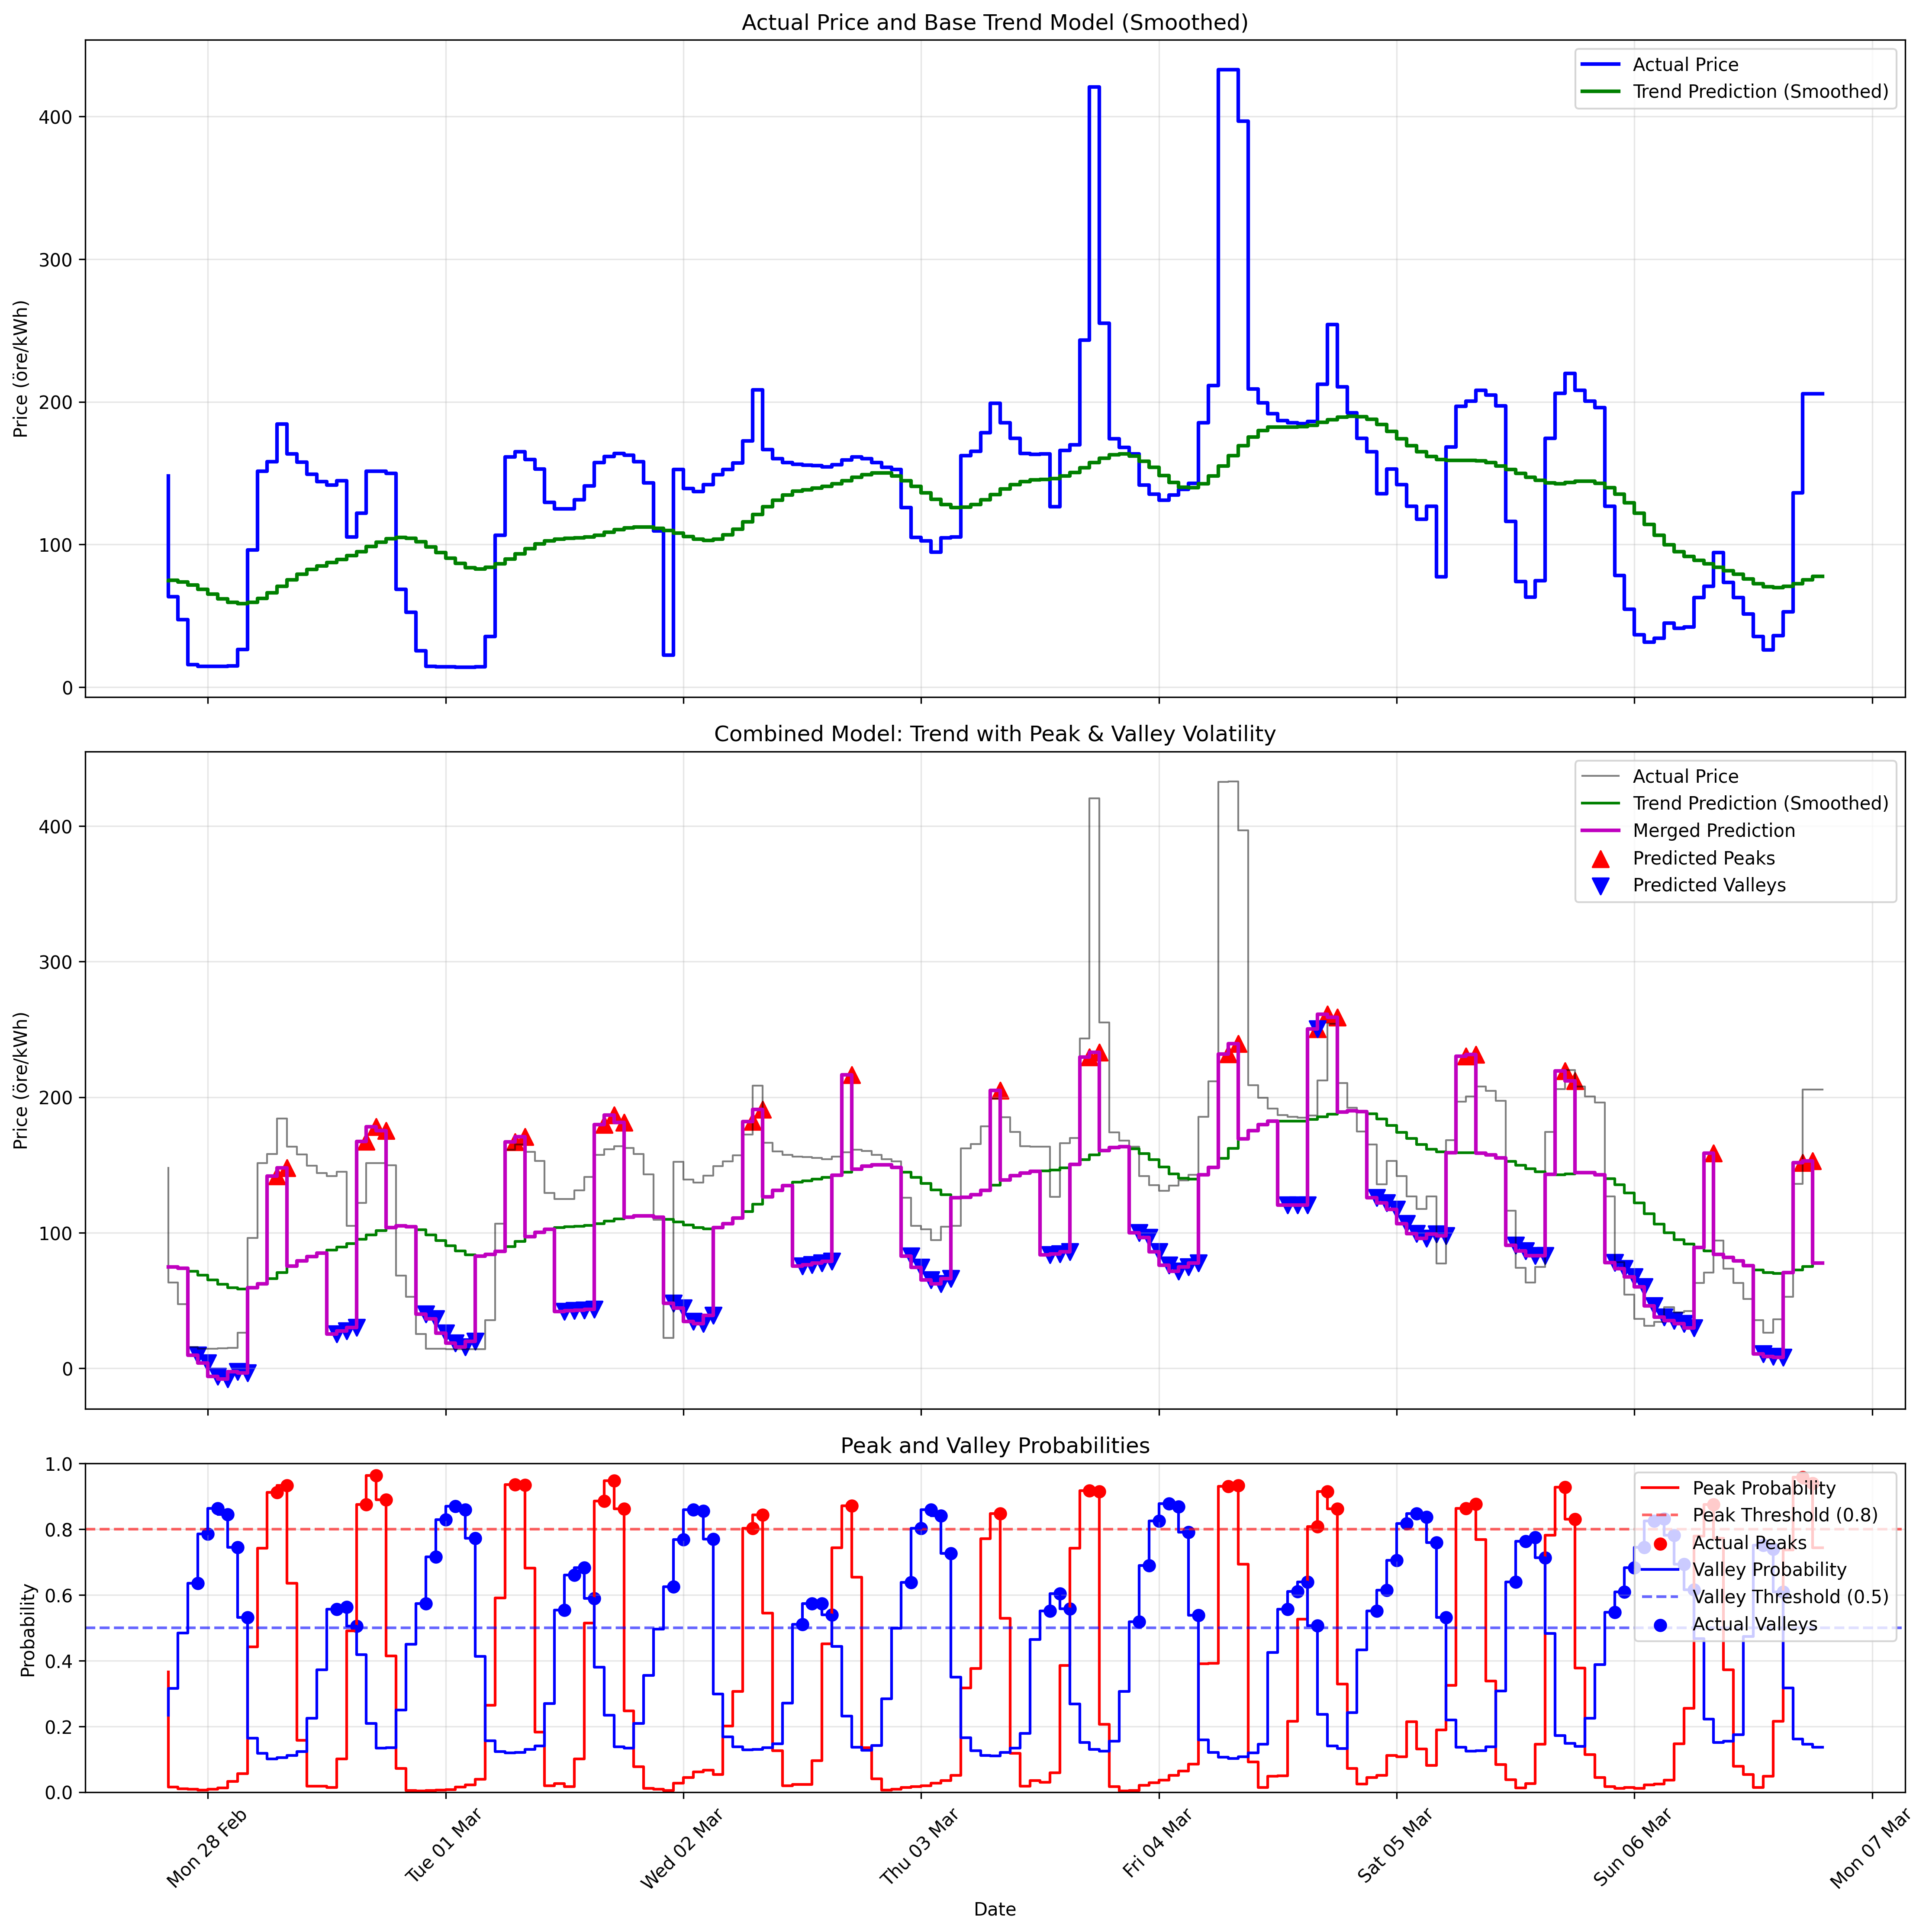 Actual Price and Base Trend Model (Smoothed)
Actual Price
Trend Prediction (Smoothed)
400
300
200
100
0
Price (öre/kWh)
Combined Model: Trend with Peak & Valley Volatility
Actual Price
Trend Prediction (Smoothed)
Merged Prediction
Predicted Peaks
Predicted Valleys
400
300
200
100
0
Price (öre/kWh)
Peak and Valley Probabilities
Peak Probability
Peak Threshold (0.8)
Actual Peaks
Valley Probability
Valley Threshold (0.5)
Actual Valleys
1.0
0.8
0.6
0.4
0.2
0.0
Probability
Mon 28 Feb
Tue 01 Mar
Wed 02 Mar
Thu 03 Mar
Fri 04 Mar
Sat 05 Mar
Sun 06 Mar
Mon 07 Mar
Date